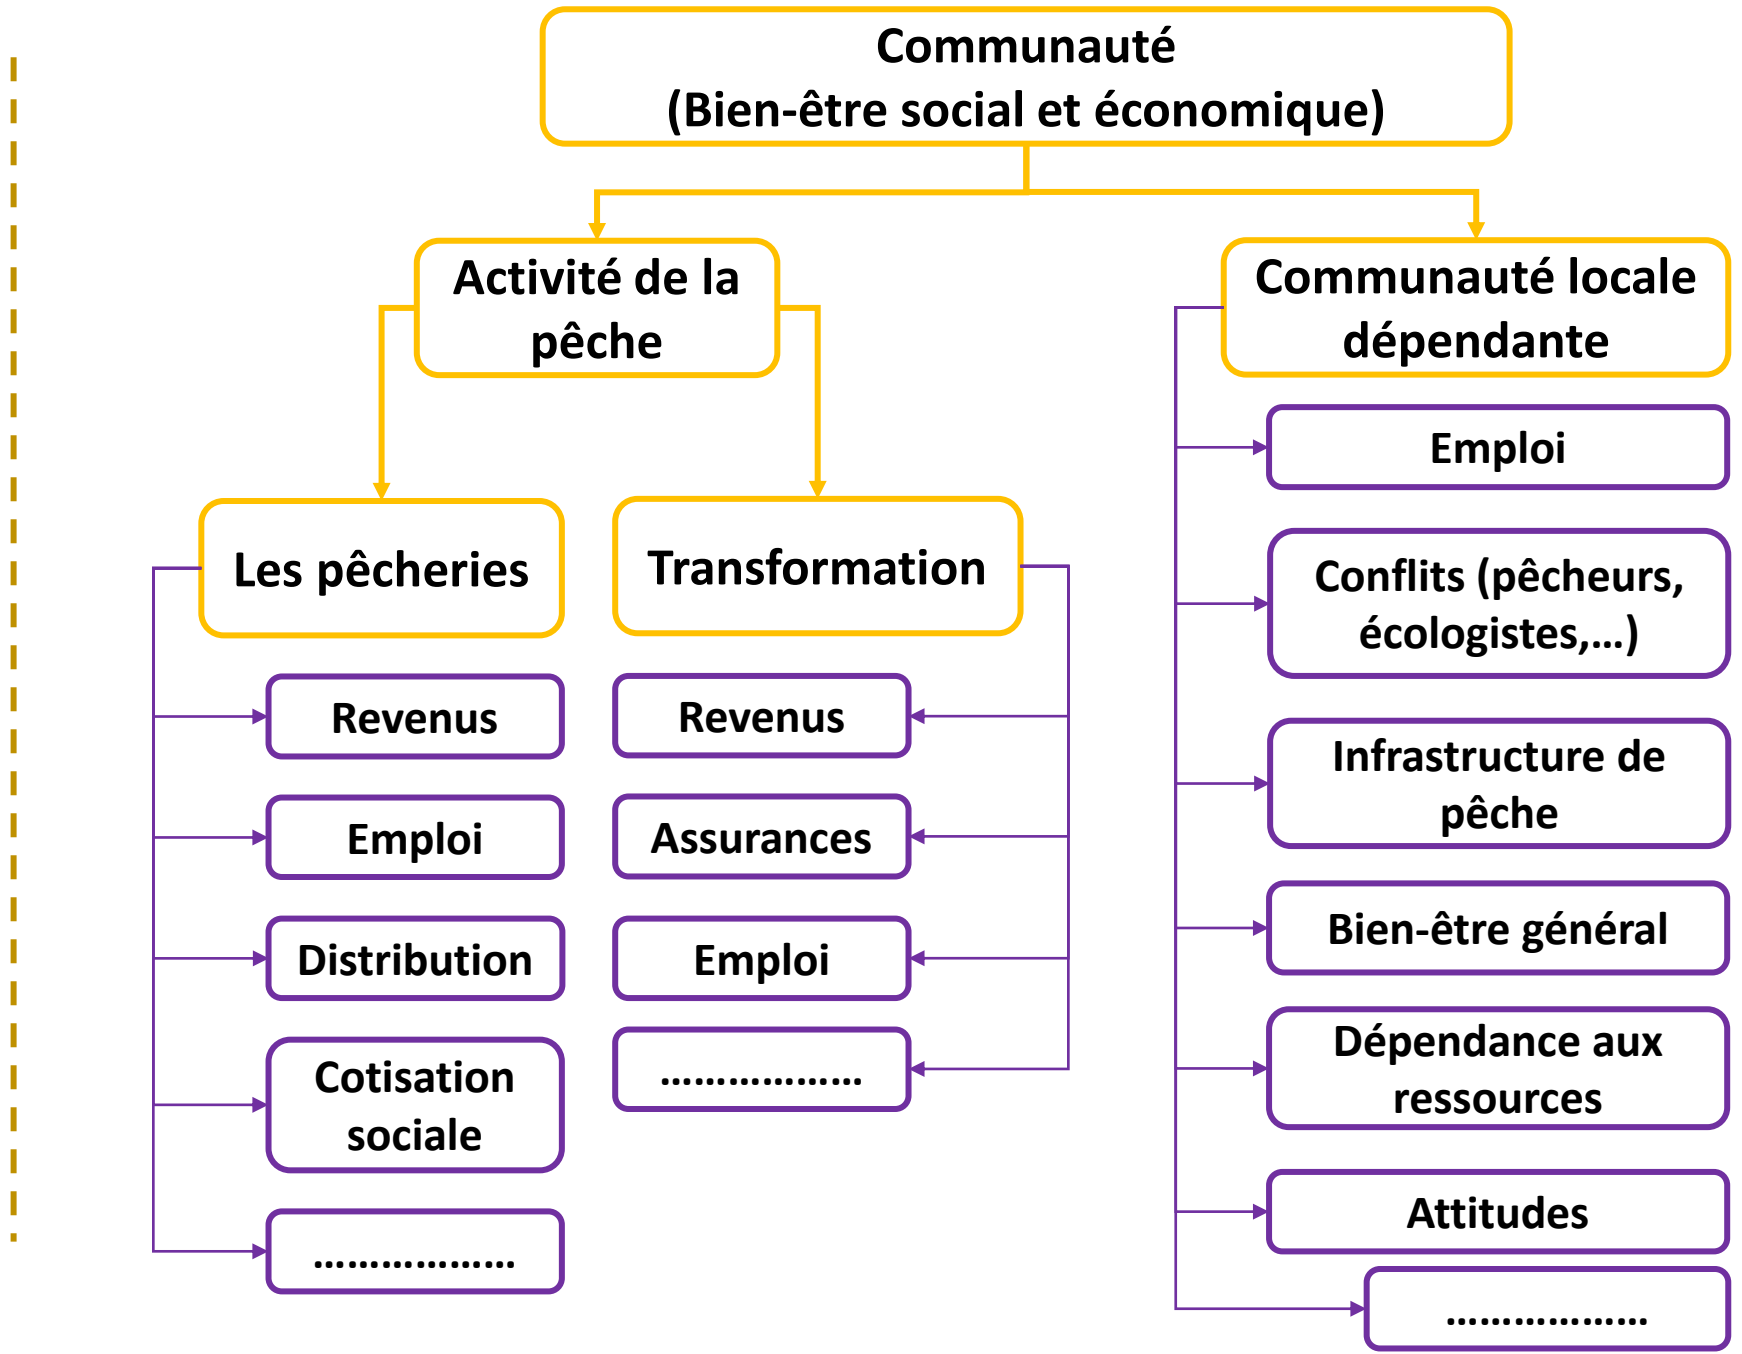 Communauté
(Bien-être social et économique)
Activité de la
pêche
Communauté locale
dépendante
Les pêcheries
Transformation
Revenus
Emploi
Distribution
Cotisation
sociale
………………
Revenus
Assurances
Emploi
………………
Emploi
Conflits (pêcheurs,
écologistes,…)
Infrastructure de
pêche
Bien-être général
Dépendance aux
ressources
Attitudes
………………